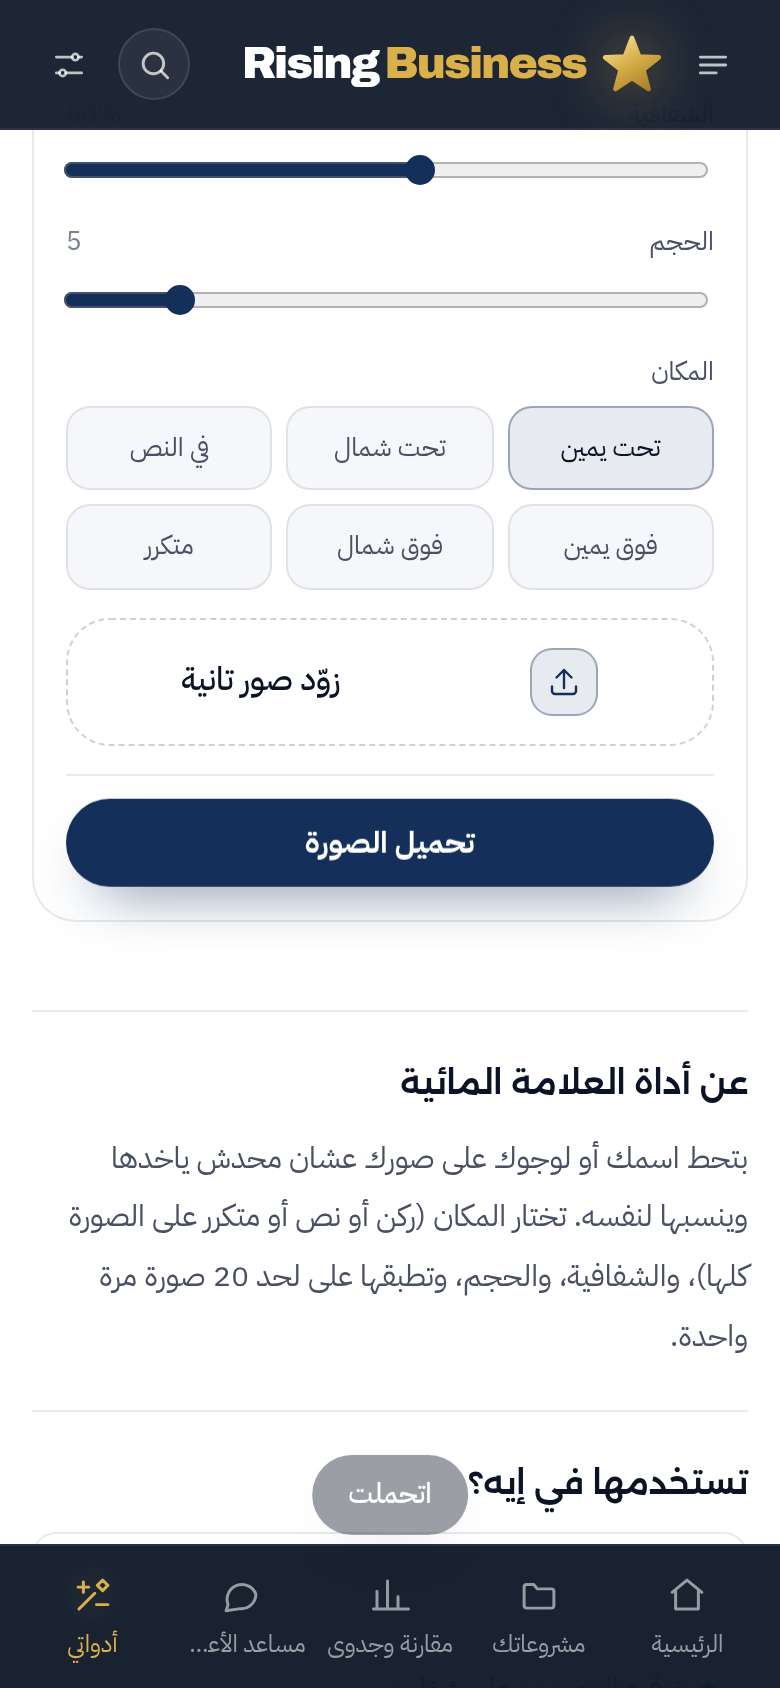 Rising Business
الشفافية
الحجم 5
المكان
تحت يمين تحت شمال في النص
فوق يمين فوق شمال متكرر
زوّد صور تانية
تحميل الصورة
عن أداة العلامة المائية
بتحط اسمك أو لوجوك على صورك عشان محدش ياخدها
وينسبها لنفسه. تختار المكان (ركن أو نص أو متكرر على الصورة
كلها)، والشفافية، والحجم، وتطبقها على لحد 20 صورة مرة
واحدة.
تستخدمها في إيه؟
اتحملت
الرئيسية مشروعاتك مقارنة وجدوى مساعد الأعـ... أدواتي